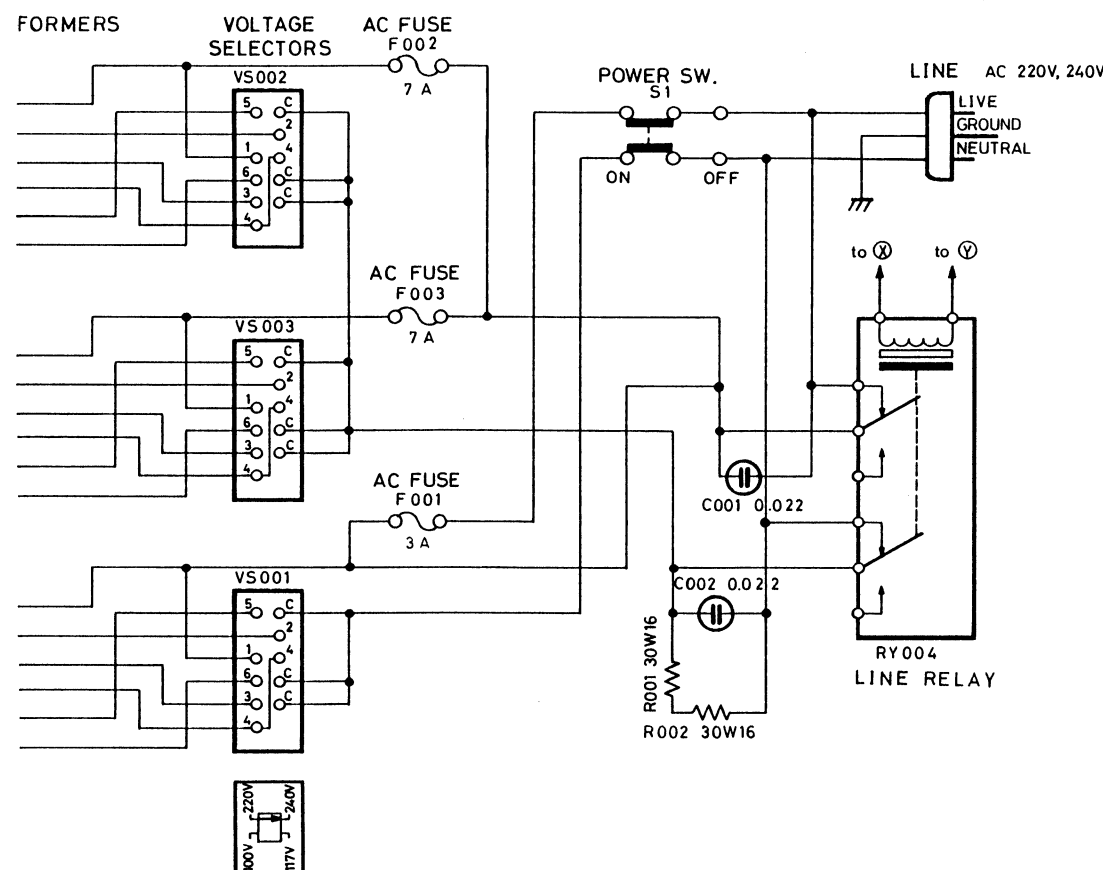 FORMERS
VOLTAGE
SELECTORS
AC FUSE
F002
7 A
VS002
5 C
2
1 4
6 C
3 C
4
POWER SW.
S1
ON
OFF
LINE AC 220V, 240V
LIVE
GROUND
NEUTRAL
to X
to Y
AC FUSE
F003
7 A
VS003
5 C
2
1 4
6 C
3 C
4
AC FUSE
F001
3 A
C001 0.022
VS001
5 C
2
1 4
6 C
3 C
4
C002 0.022
R001 30W16
R002 30W16
RY004
LINE RELAY
220V
240V
100V
117V